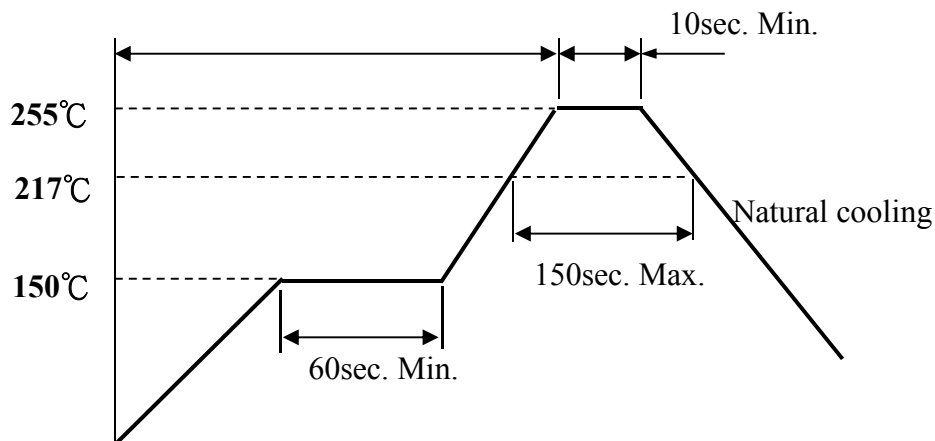 10sec. Min.
255℃
217℃
Natural cooling
150℃
150sec. Max.
60sec. Min.